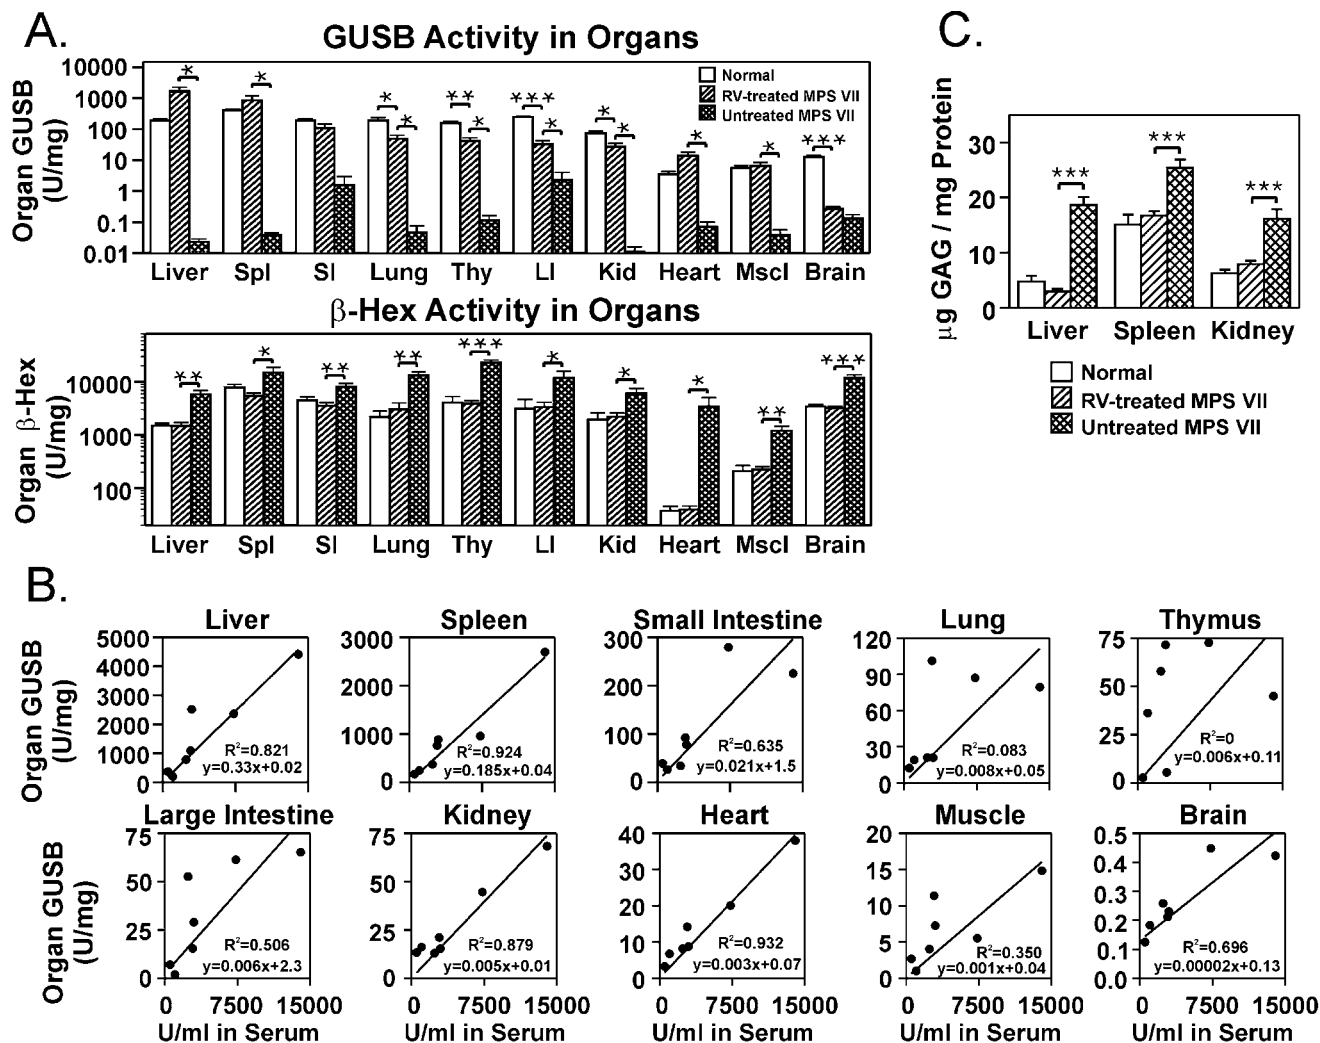 A.
GUSB Activity in Organs
Organ GUSB
(U/mg)
10000
1000
100
10
1
0.1
0.01
Normal
RV-treated MPS VII
Untreated MPS VII
* * * * ** * *** * * * * * ***
Liver Spl SI Lung Thy LI Kid Heart Mscl Brain
β-Hex Activity in Organs
Organ β-Hex
(U/mg)
10000
1000
100
** * ** ** *** * * * ** ***
Liver Spl SI Lung Thy LI Kid Heart Mscl Brain
C.
μg GAG / mg Protein
30
20
10
0
*** *** ***
Liver Spleen Kidney
Normal
RV-treated MPS VII
Untreated MPS VII
B.
Organ GUSB
(U/mg)
Liver
5000
4000
3000
2000
1000
0
R²=0.821
y=0.33x+0.02
Spleen
3000
2000
1000
0
R²=0.924
y=0.185x+0.04
Small Intestine
300
200
100
0
R²=0.635
y=0.021x+1.5
Lung
120
90
60
30
0
R²=0.083
y=0.008x+0.05
Thymus
75
50
25
0
R²=0
y=0.006x+0.11
Organ GUSB
(U/mg)
Large Intestine
75
50
25
0
R²=0.506
y=0.006x+2.3
0 7500 15000
U/ml in Serum
Kidney
75
50
25
0
R²=0.879
y=0.005x+0.01
0 7500 15000
U/ml in Serum
Heart
40
30
20
10
0
R²=0.932
y=0.003x+0.07
0 7500 15000
U/ml in Serum
Muscle
20
15
10
5
0
R²=0.350
y=0.001x+0.04
0 7500 15000
U/ml in Serum
Brain
0.5
0.4
0.3
0.2
0.1
0.0
R²=0.696
y=0.00002x+0.13
0 7500 15000
U/ml in Serum